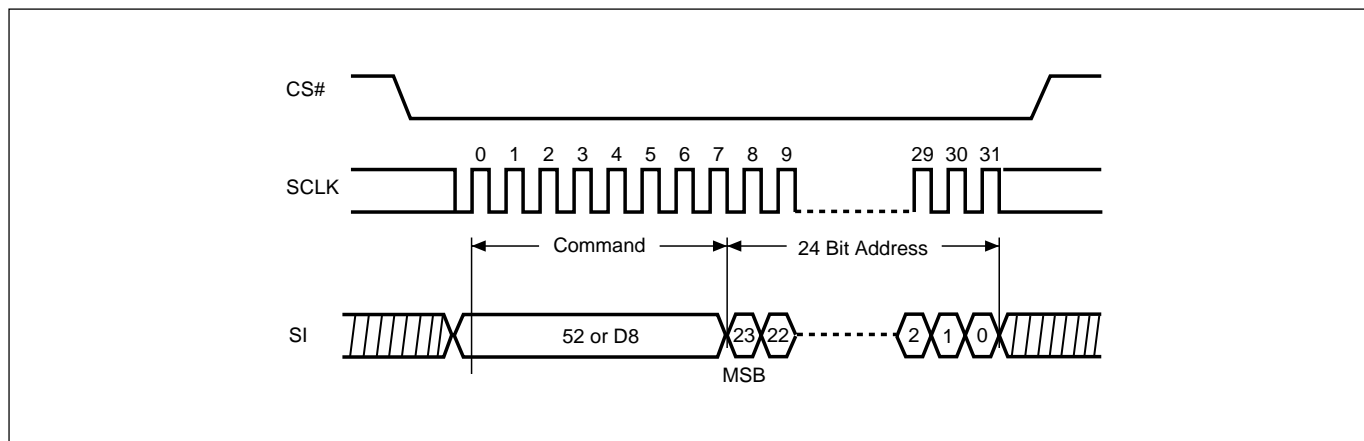 CS#
0 1 2 3 4 5 6 7 8 9 29 30 31
SCLK
Command 24 Bit Address
SI 52 or D8 23 22 2 1 0
MSB